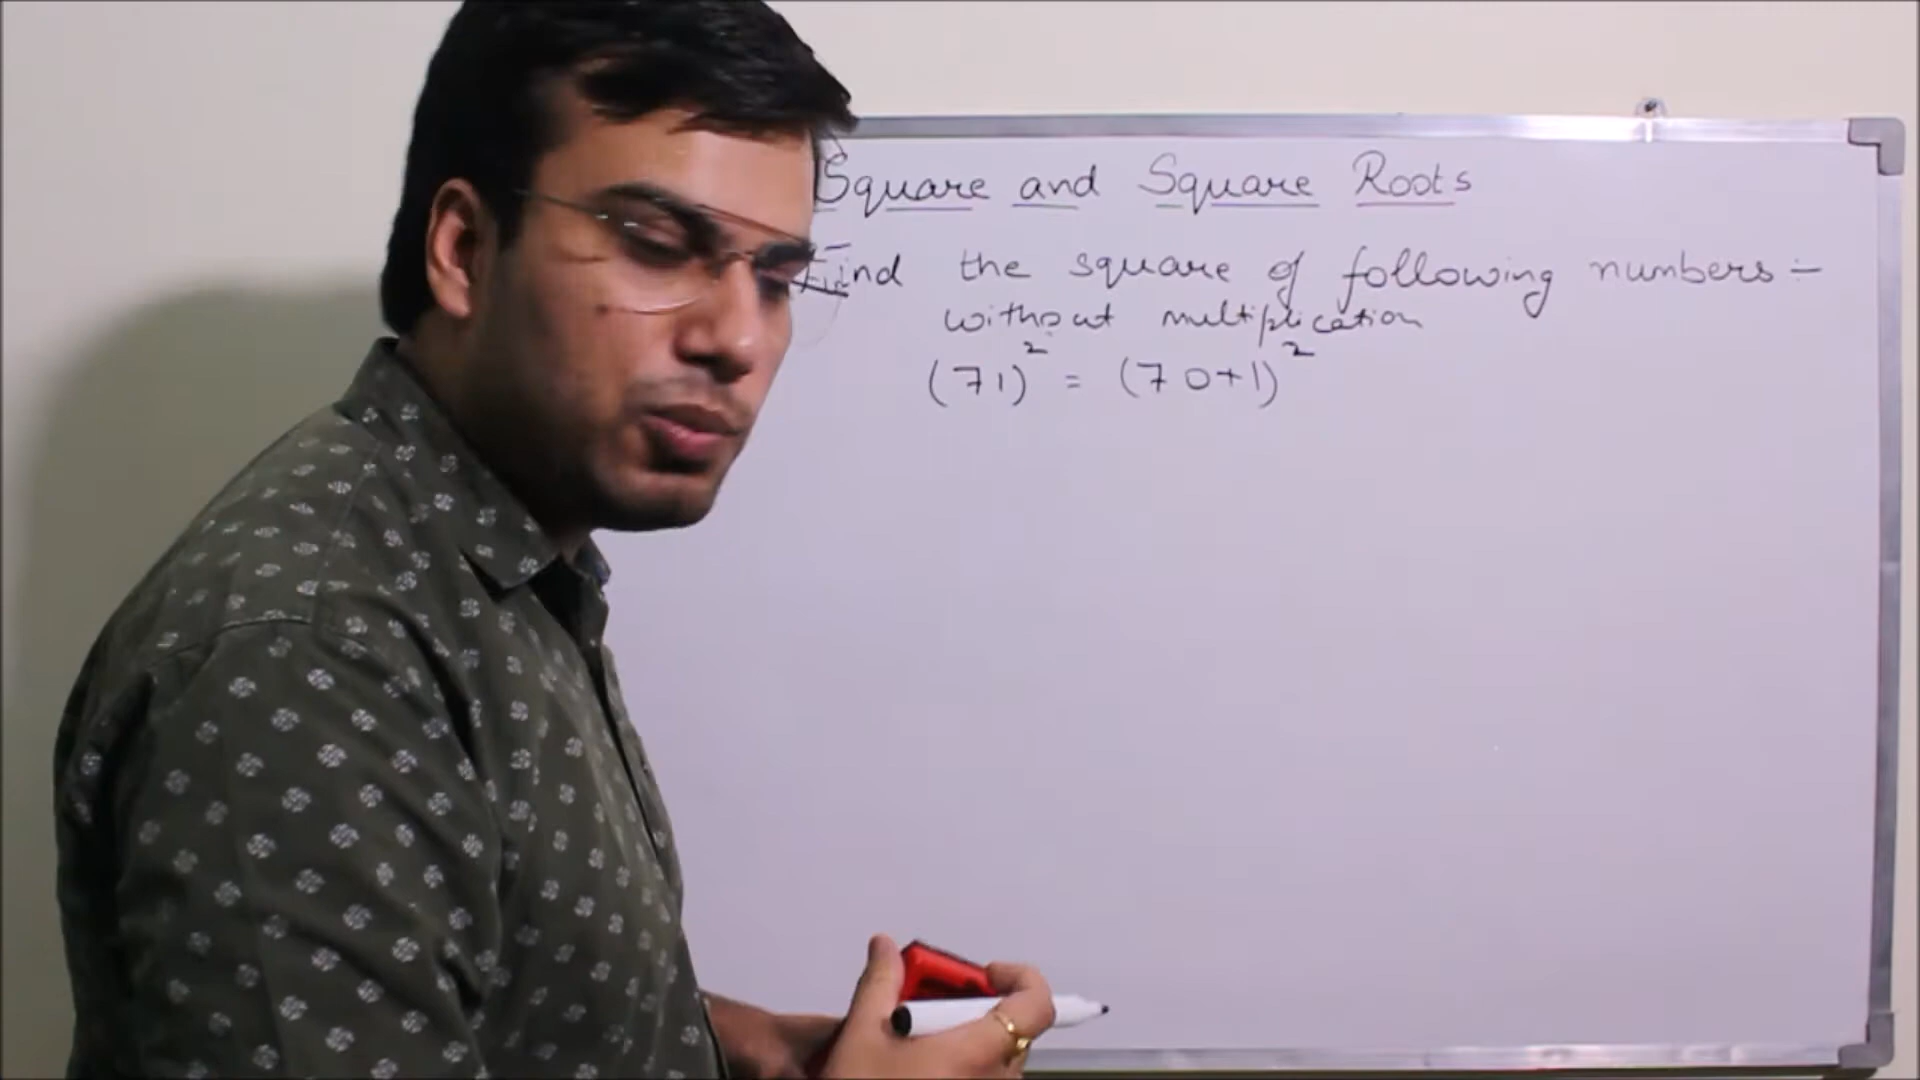 Square and Square Roots
Find the square of following numbers :-
without multiplication
(71)² = (70+1)²